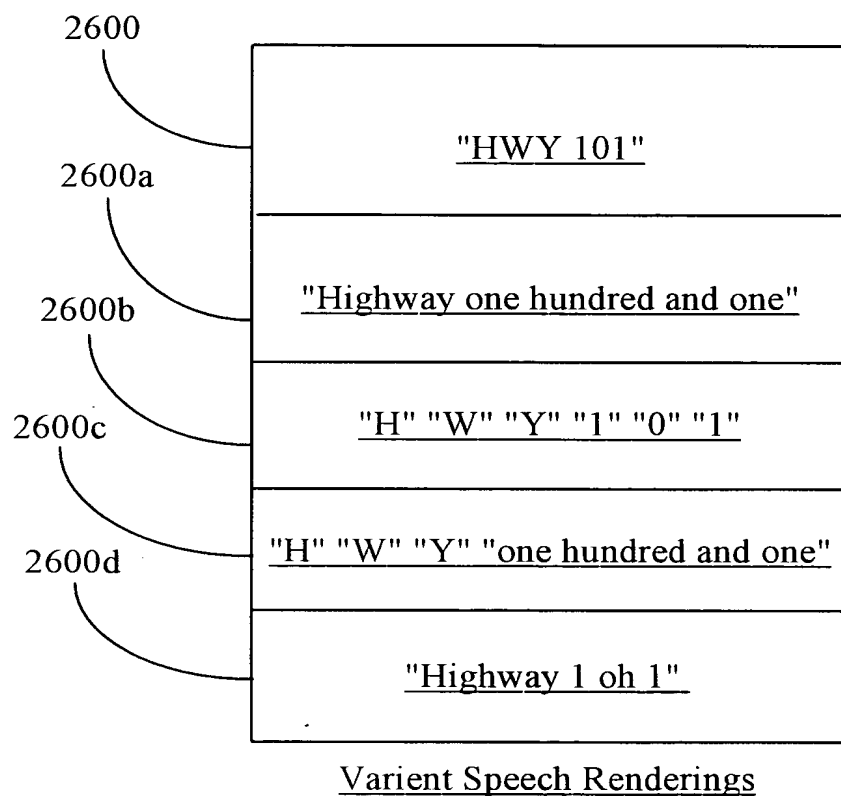 2600
"HWY 101"
2600a
"Highway one hundred and one"
2600b
"H" "W" "Y" "1" "0" "1"
2600c
"H" "W" "Y" "one hundred and one"
2600d
"Highway 1 oh 1"
Varient Speech Renderings